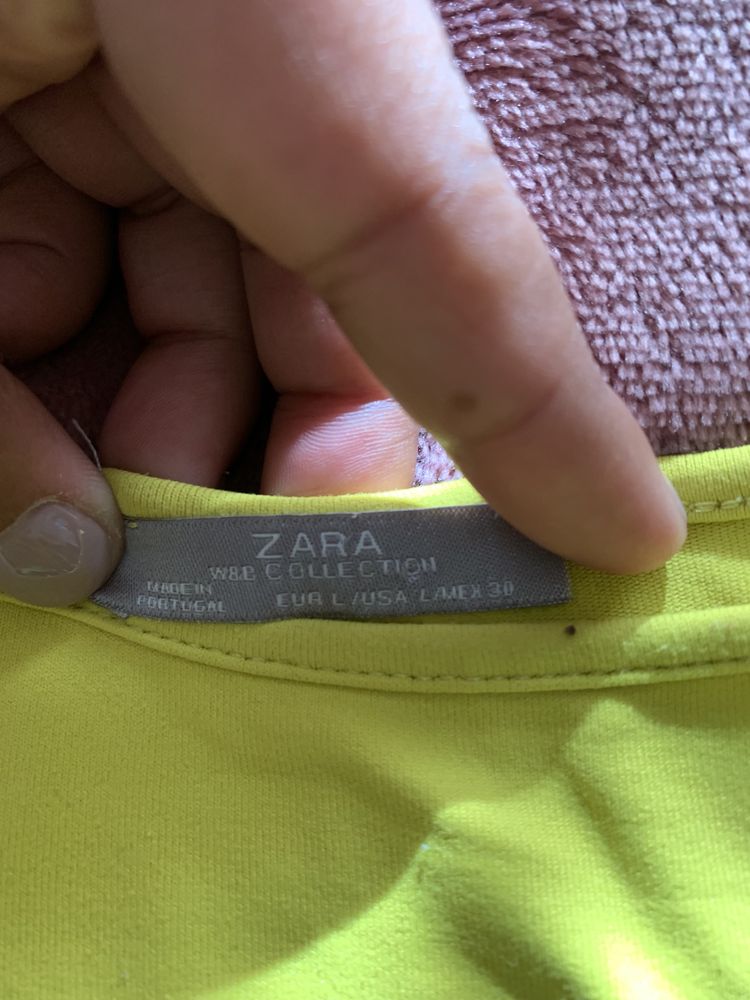 ZARA
W&B COLLECTION
MADE IN
PORTUGAL
EUR L /USA L/MEX 30